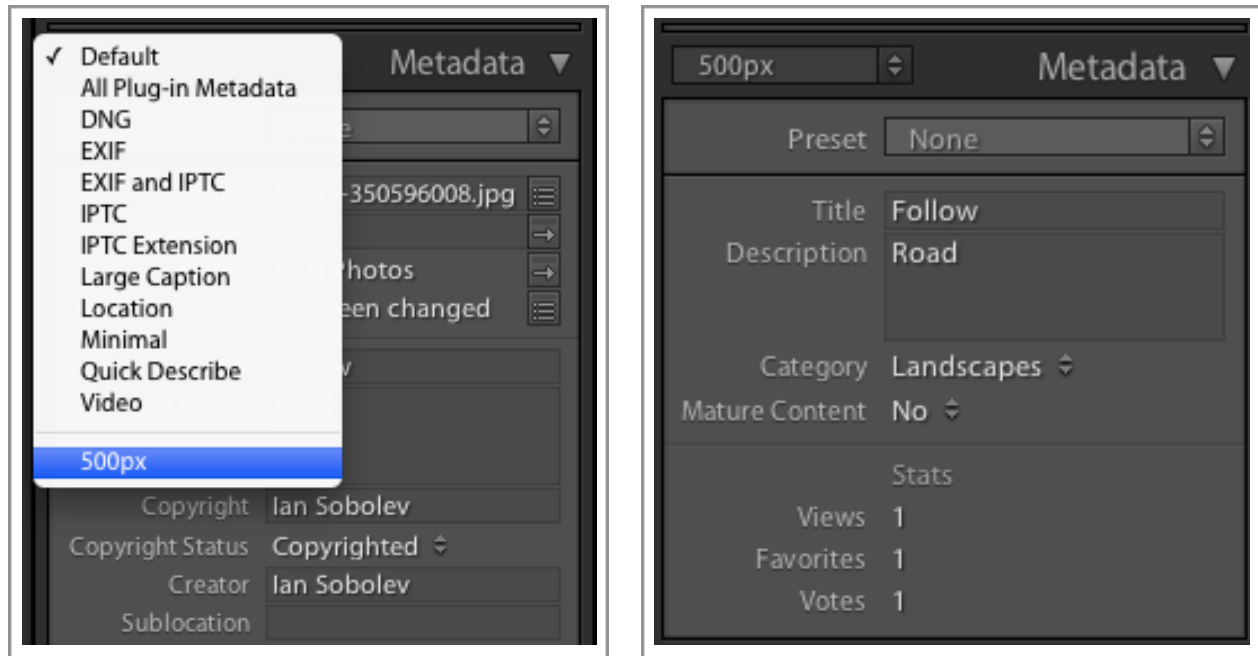 ✓ Default
All Plug-in Metadata
DNG
EXIF
EXIF and IPTC
IPTC
IPTC Extension
Large Caption
Location
Minimal
Quick Describe
Video
500px
Metadata ▼
-350596008.jpg
Photos
een changed
Copyright Ian Sobolev
Copyright Status Copyrighted
Creator Ian Sobolev
Sublocation
500px Metadata ▼
Preset None
Title Follow
Description Road
Category Landscapes
Mature Content No
Stats
Views 1
Favorites 1
Votes 1